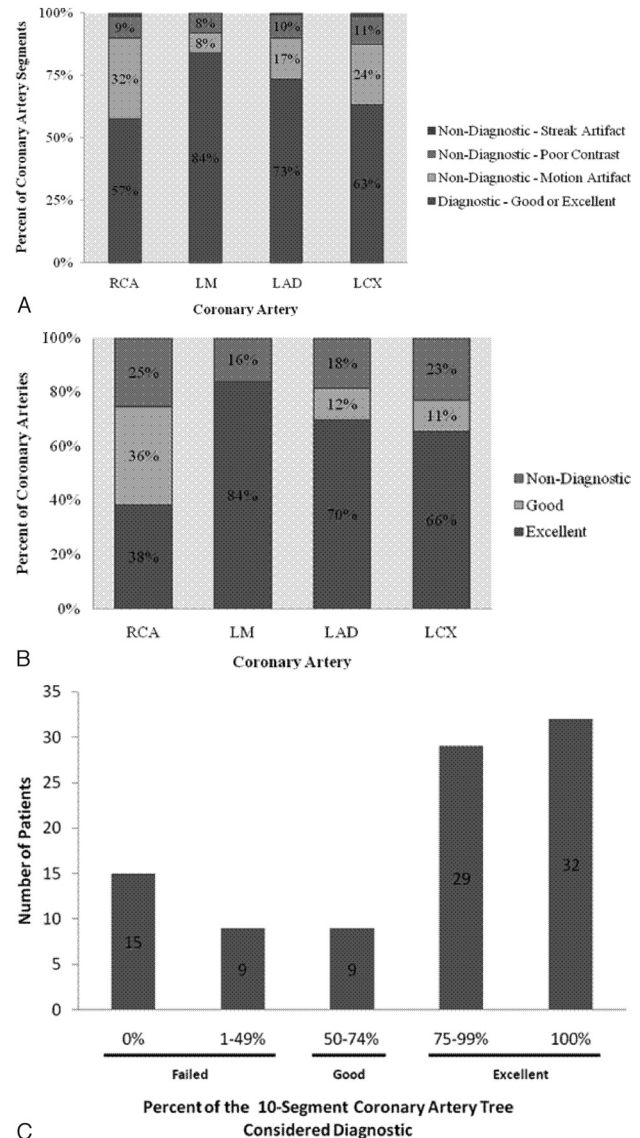 100%
75%
50%
25%
0%
Percent of Coronary Artery Segments
9%
32%
57%
8%
8%
84%
10%
17%
73%
11%
24%
63%
RCA
LM
LAD
LCX
Coronary Artery
Non-Diagnostic - Streak Artifact
Non-Diagnostic - Poor Contrast
Non-Diagnostic - Motion Artifact
Diagnostic - Good or Excellent
A
100%
80%
60%
40%
20%
0%
Percent of Coronary Arteries
25%
36%
38%
16%
84%
18%
12%
70%
23%
11%
66%
RCA
LM
LAD
LCX
Coronary Artery
Non-Diagnostic
Good
Excellent
B
35
30
25
20
15
10
5
0
Number of Patients
15
9
9
29
32
0%
1-49%
50-74%
75-99%
100%
Failed
Good
Excellent
Percent of the 10-Segment Coronary Artery Tree
Considered Diagnostic
C